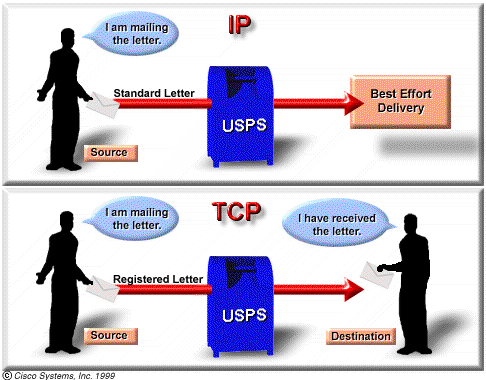 I am mailing
the letter.
IP
Standard Letter
USPS
Best Effort
Delivery
Source
I am mailing
the letter.
TCP
I have received
the letter.
Registered Letter
USPS
Source
Destination
© Cisco Systems, Inc. 1999